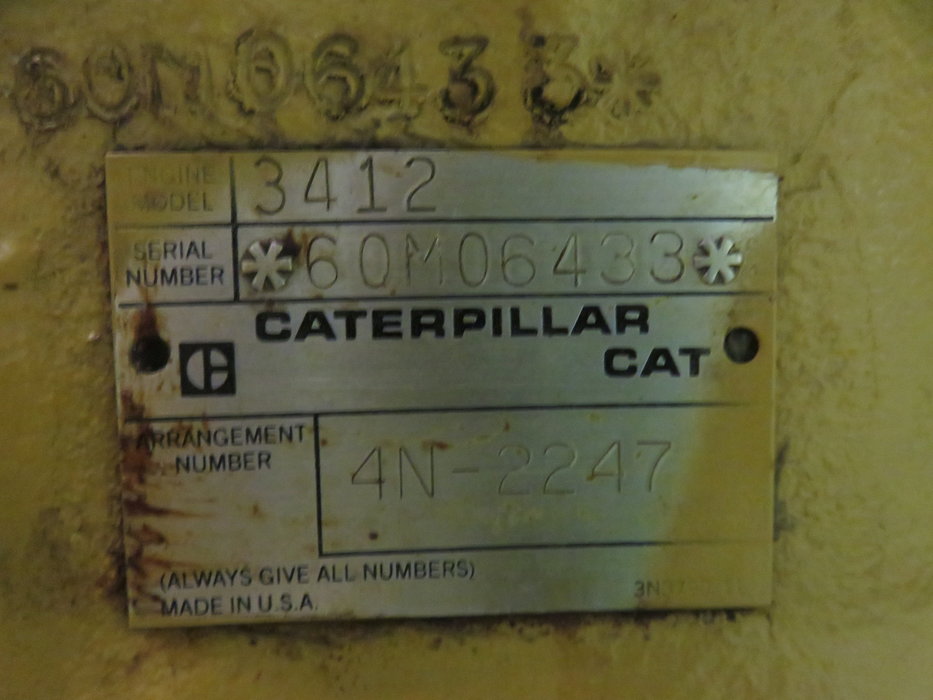 60M06433*
ENGINE MODEL 3412
SERIAL NUMBER *60M06433*
CATERPILLAR
CAT
ARRANGEMENT NUMBER 4N-2247
(ALWAYS GIVE ALL NUMBERS)
MADE IN U.S.A.